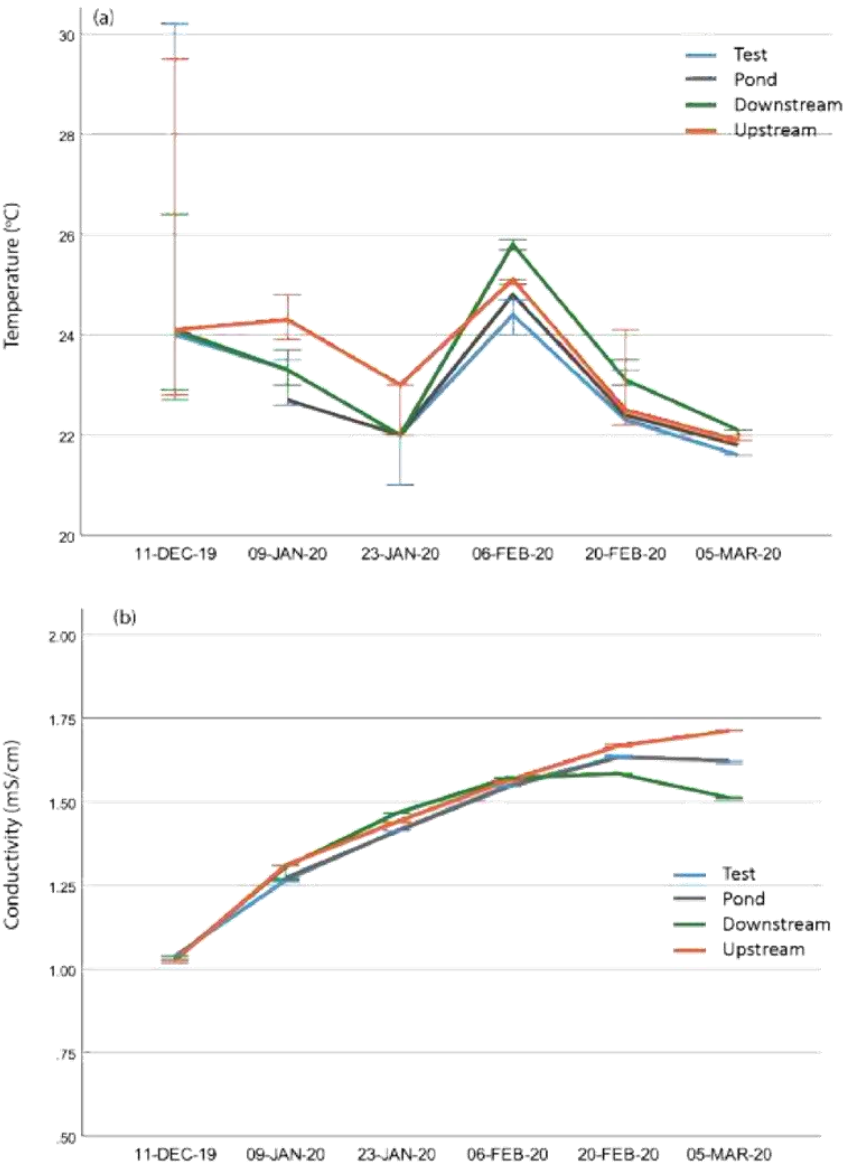 (a)
30
28
26
24
22
20
Temperature (°C)
Test
Pond
Downstream
Upstream
11-DEC-19 09-JAN-20 23-JAN-20 06-FEB-20 20-FEB-20 05-MAR-20
(b)
2.00
1.75
1.50
1.25
1.00
.75
.50
Conductivity (mS/cm)
Test
Pond
Downstream
Upstream
11-DEC-19 09-JAN-20 23-JAN-20 06-FEB-20 20-FEB-20 05-MAR-20